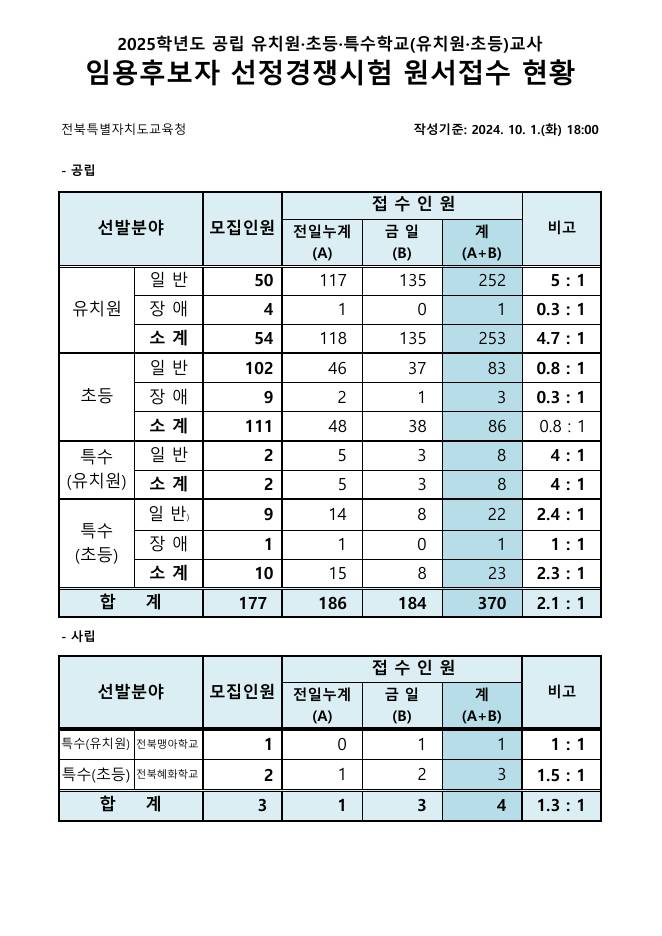 2025학년도 공립 유치원·초등·특수학교(유치원·초등)교사
임용후보자 선정경쟁시험 원서접수 현황
전북특별자치도교육청 작성기준: 2024. 10. 1.(화) 18:00
- 공립
선발분야 모집인원 접 수 인 원 비고
전일누계 (A) 금 일 (B) 계 (A+B)
유치원 일 반 50 117 135 252 5 : 1
장 애 4 1 0 1 0.3 : 1
소 계 54 118 135 253 4.7 : 1
초등 일 반 102 46 37 83 0.8 : 1
장 애 9 2 1 3 0.3 : 1
소 계 111 48 38 86 0.8 : 1
특수 (유치원) 일 반 2 5 3 8 4 : 1
소 계 2 5 3 8 4 : 1
특수 (초등) 일 반) 9 14 8 22 2.4 : 1
장 애 1 1 0 1 1 : 1
소 계 10 15 8 23 2.3 : 1
합 계 177 186 184 370 2.1 : 1
- 사립
선발분야 모집인원 접 수 인 원 비고
전일누계 (A) 금 일 (B) 계 (A+B)
특수(유치원) 전북맹아학교 1 0 1 1 1 : 1
특수(초등) 전북혜화학교 2 1 2 3 1.5 : 1
합 계 3 1 3 4 1.3 : 1